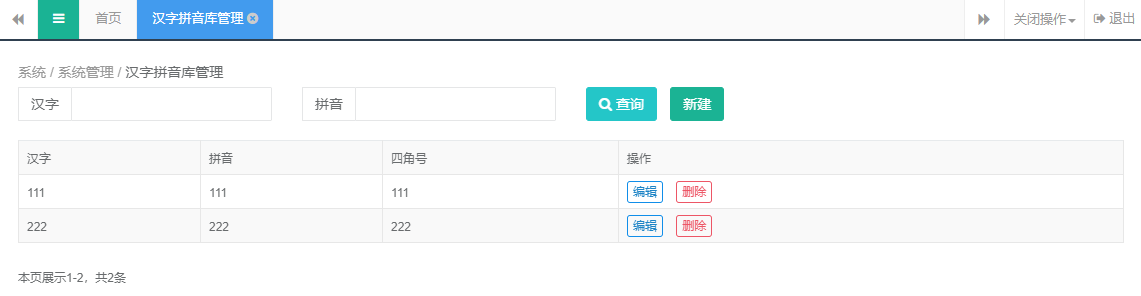 首页 汉字拼音库管理 关闭操作 退出
系统 / 系统管理 / 汉字拼音库管理
汉字 拼音 查询 新建
汉字 拼音 四角号 操作
111 111 111 编辑 删除
222 222 222 编辑 删除
本页展示1-2，共2条